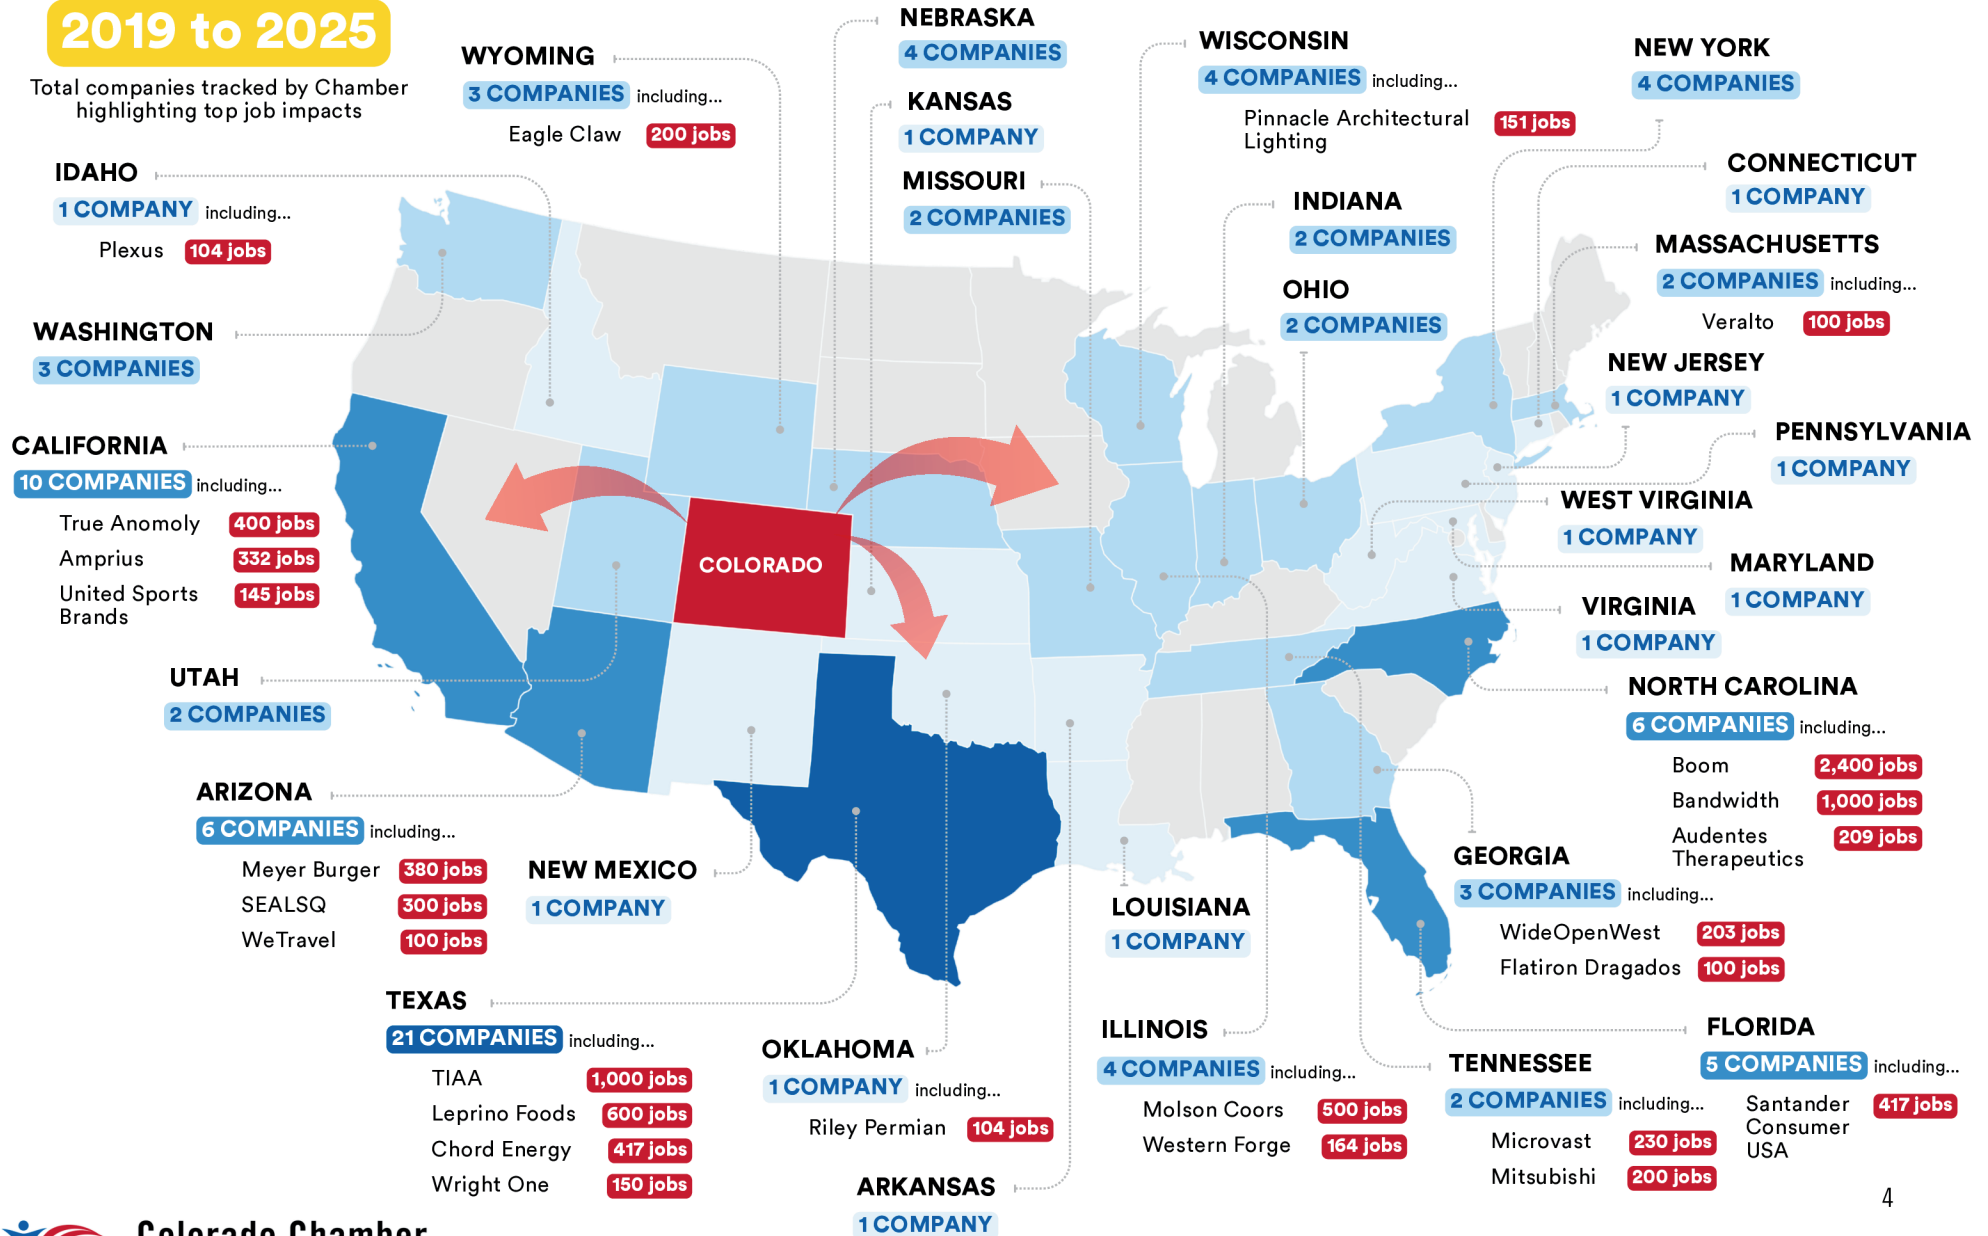 2019 to 2025
Total companies tracked by Chamber
highlighting top job impacts
IDAHO
1 COMPANY including...
Plexus 104 jobs
WASHINGTON
3 COMPANIES
CALIFORNIA
10 COMPANIES including...
True Anomoly 400 jobs
Amprius 332 jobs
United Sports 145 jobs
Brands
UTAH
2 COMPANIES
ARIZONA
6 COMPANIES including...
Meyer Burger 380 jobs
SEALSQ 300 jobs
WeTravel 100 jobs
NEW MEXICO
1 COMPANY
TEXAS
21 COMPANIES including...
TIAA 1,000 jobs
Leprino Foods 600 jobs
Chord Energy 417 jobs
Wright One 150 jobs
WYOMING
3 COMPANIES including...
Eagle Claw 200 jobs
NEBRASKA
4 COMPANIES
KANSAS
1 COMPANY
MISSOURI
2 COMPANIES
COLORADO
OKLAHOMA
1 COMPANY including...
Riley Permian 104 jobs
ARKANSAS
1 COMPANY
LOUISIANA
1 COMPANY
ILLINOIS
4 COMPANIES including...
Molson Coors 500 jobs
Western Forge 164 jobs
WISCONSIN
4 COMPANIES including...
Pinnacle Architectural 151 jobs
Lighting
INDIANA
2 COMPANIES
OHIO
2 COMPANIES
NEW YORK
4 COMPANIES
CONNECTICUT
1 COMPANY
MASSACHUSETTS
2 COMPANIES including...
Veralto 100 jobs
NEW JERSEY
1 COMPANY
PENNSYLVANIA
1 COMPANY
WEST VIRGINIA
1 COMPANY
MARYLAND
1 COMPANY
VIRGINIA
1 COMPANY
NORTH CAROLINA
6 COMPANIES including...
Boom 2,400 jobs
Bandwidth 1,000 jobs
Audentes 209 jobs
Therapeutics
GEORGIA
3 COMPANIES including...
WideOpenWest 203 jobs
Flatiron Dragados 100 jobs
FLORIDA
5 COMPANIES including...
Santander 417 jobs
Consumer
USA
TENNESSEE
2 COMPANIES including...
Microvast 230 jobs
Mitsubishi 200 jobs
4
Colorado Chamber